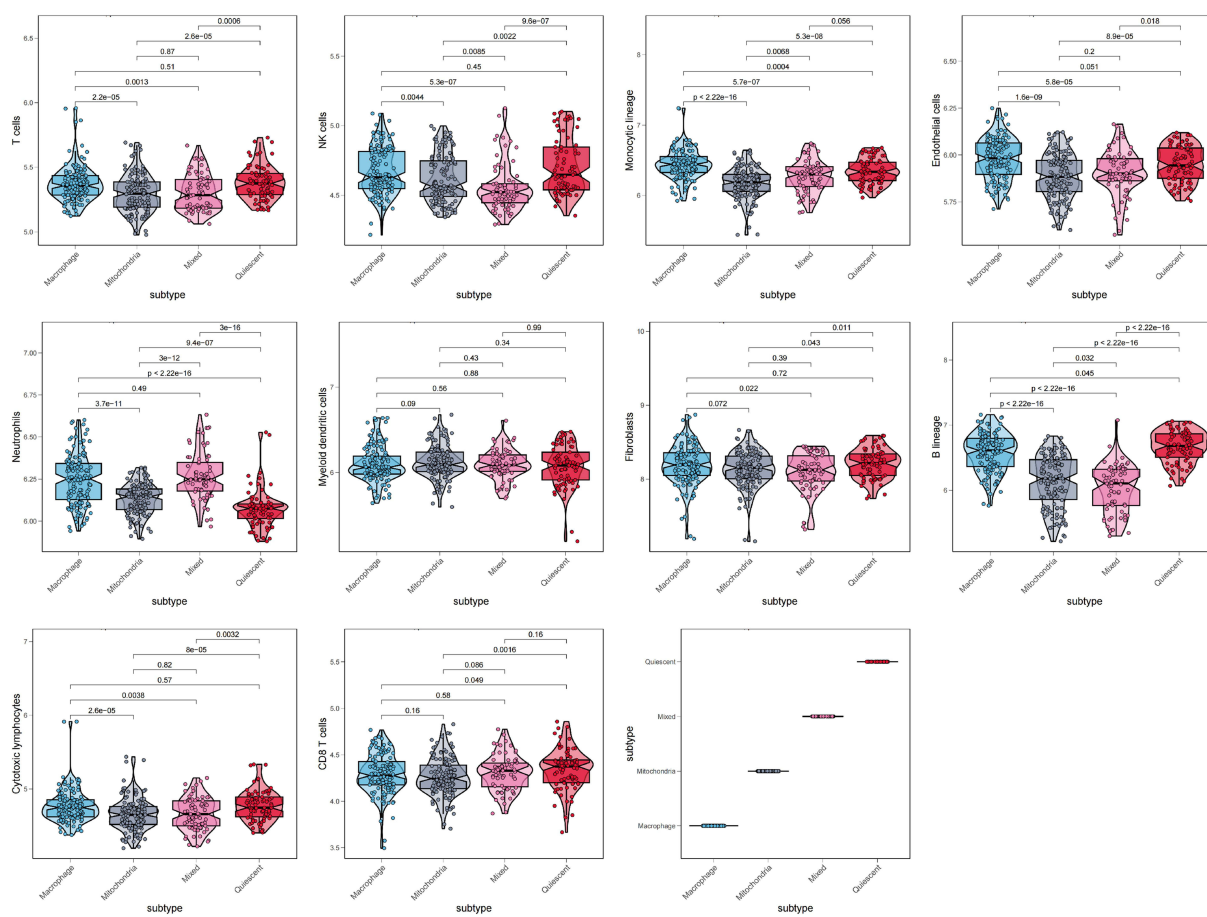 T cells
6.5
6.0
5.5
5.0
0.0006
2.6e−05
0.87
0.51
0.0013
2.2e−05
Macrophage
Mitochondria
Mixed
Quiescent
subtype
NK cells
5.5
5.0
4.5
9.6e−07
0.0022
0.0085
0.45
5.3e−07
0.0044
Macrophage
Mitochondria
Mixed
Quiescent
subtype
Monocytic lineage
8
7
6
0.056
5.3e−08
0.0068
0.0004
5.7e−07
p < 2.22e−16
Macrophage
Mitochondria
Mixed
Quiescent
subtype
Endothelial cells
6.50
6.25
6.00
5.75
0.018
8.9e−05
0.2
0.051
5.8e−05
1.6e−09
Macrophage
Mitochondria
Mixed
Quiescent
subtype
Neutrophils
7.00
6.75
6.50
6.25
6.00
3e−16
9.4e−07
3e−12
p < 2.22e−16
0.49
3.7e−11
Macrophage
Mitochondria
Mixed
Quiescent
subtype
Myeloid dendritic cells
7
6
0.99
0.34
0.43
0.88
0.56
0.09
Macrophage
Mitochondria
Mixed
Quiescent
subtype
Fibroblasts
10
9
8
0.011
0.043
0.39
0.72
0.022
0.072
Macrophage
Mitochondria
Mixed
Quiescent
subtype
B lineage
8
7
6
p < 2.22e−16
p < 2.22e−16
0.032
0.045
p < 2.22e−16
p < 2.22e−16
Macrophage
Mitochondria
Mixed
Quiescent
subtype
Cytotoxic lymphocytes
7
6
5
0.0032
8e−05
0.82
0.57
0.0038
2.6e−05
Macrophage
Mitochondria
Mixed
Quiescent
subtype
CD8 T cells
5.5
5.0
4.5
4.0
3.5
0.16
0.0016
0.086
0.049
0.58
0.16
Macrophage
Mitochondria
Mixed
Quiescent
subtype
subtype
Quiescent
Mixed
Mitochondria
Macrophage
Macrophage
Mitochondria
Mixed
Quiescent
subtype